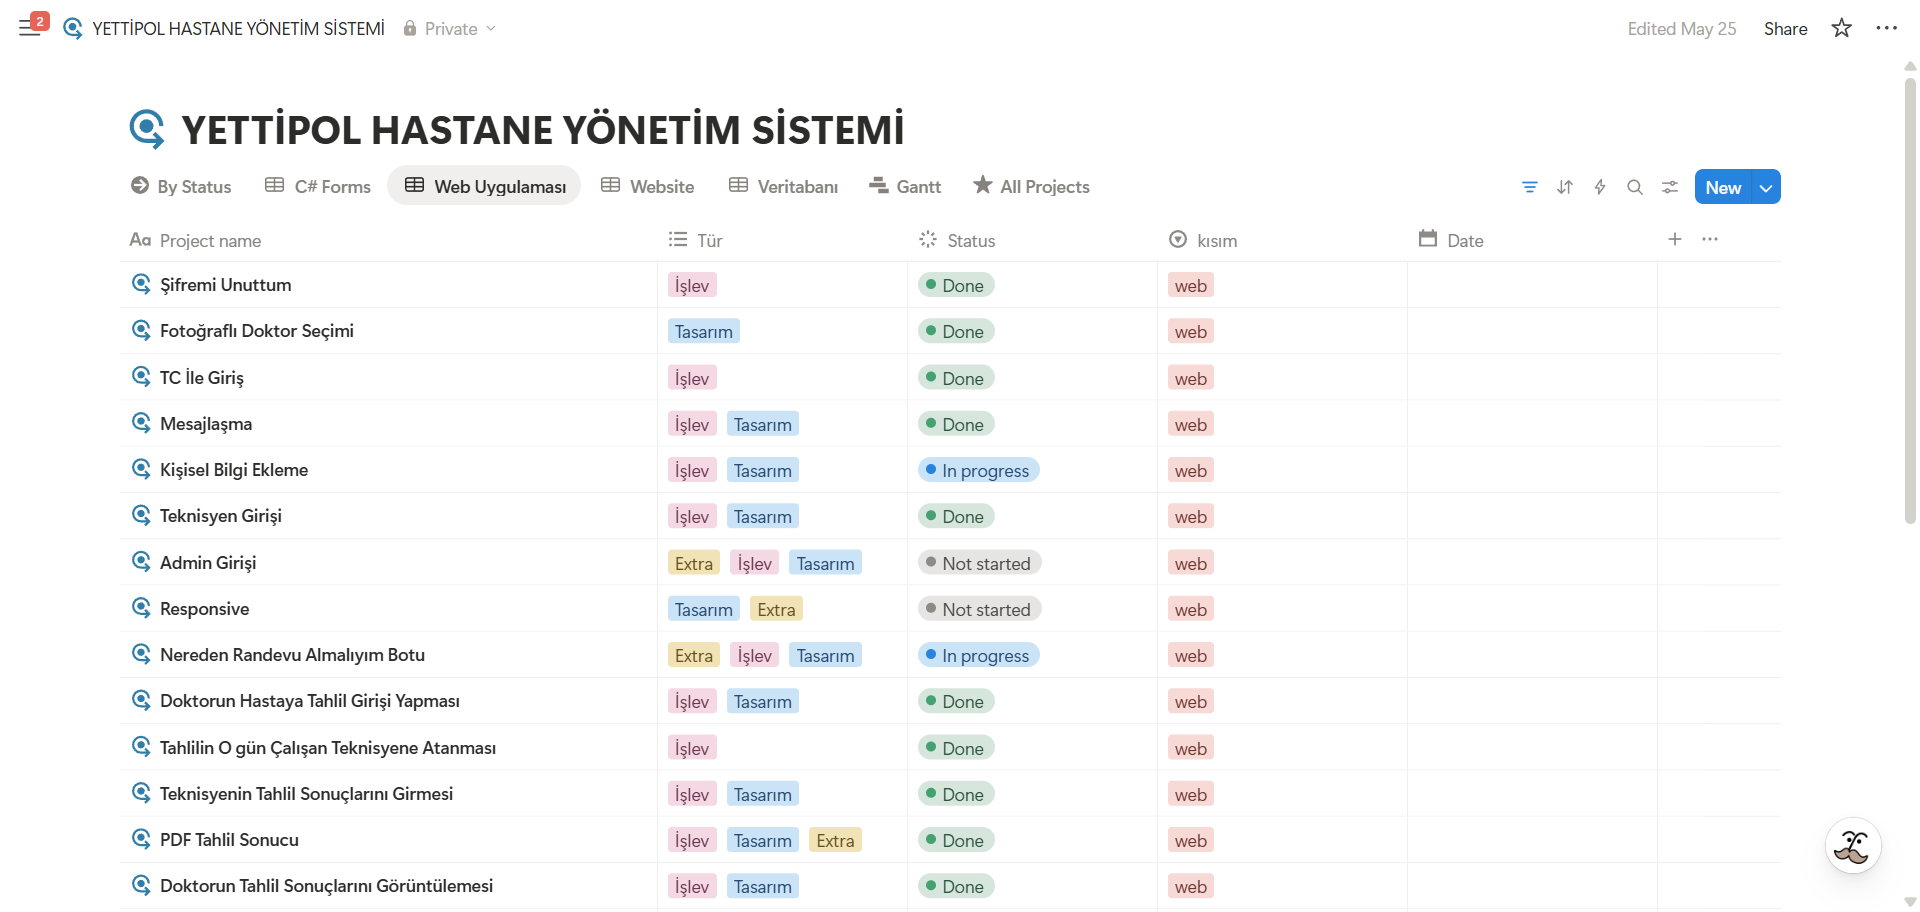 2
YETTİPOL HASTANE YÖNETİM SİSTEMİ Private Edited May 25 Share
YETTİPOL HASTANE YÖNETİM SİSTEMİ
By Status C# Forms Web Uygulaması Website Veritabanı Gantt All Projects New
Aa Project name Tür Status kısım Date
Şifremi Unuttum İşlev Done web
Fotoğraflı Doktor Seçimi Tasarım Done web
TC İle Giriş İşlev Done web
Mesajlaşma İşlev Tasarım Done web
Kişisel Bilgi Ekleme İşlev Tasarım In progress web
Teknisyen Girişi İşlev Tasarım Done web
Admin Girişi Extra İşlev Tasarım Not started web
Responsive Tasarım Extra Not started web
Nereden Randevu Almalıyım Botu Extra İşlev Tasarım In progress web
Doktorun Hastaya Tahlil Girişi Yapması İşlev Tasarım Done web
Tahlilin O gün Çalışan Teknisyene Atanması İşlev Done web
Teknisyenin Tahlil Sonuçlarını Girmesi İşlev Tasarım Done web
PDF Tahlil Sonucu İşlev Tasarım Extra Done web
Doktorun Tahlil Sonuçlarını Görüntülemesi İşlev Tasarım Done web